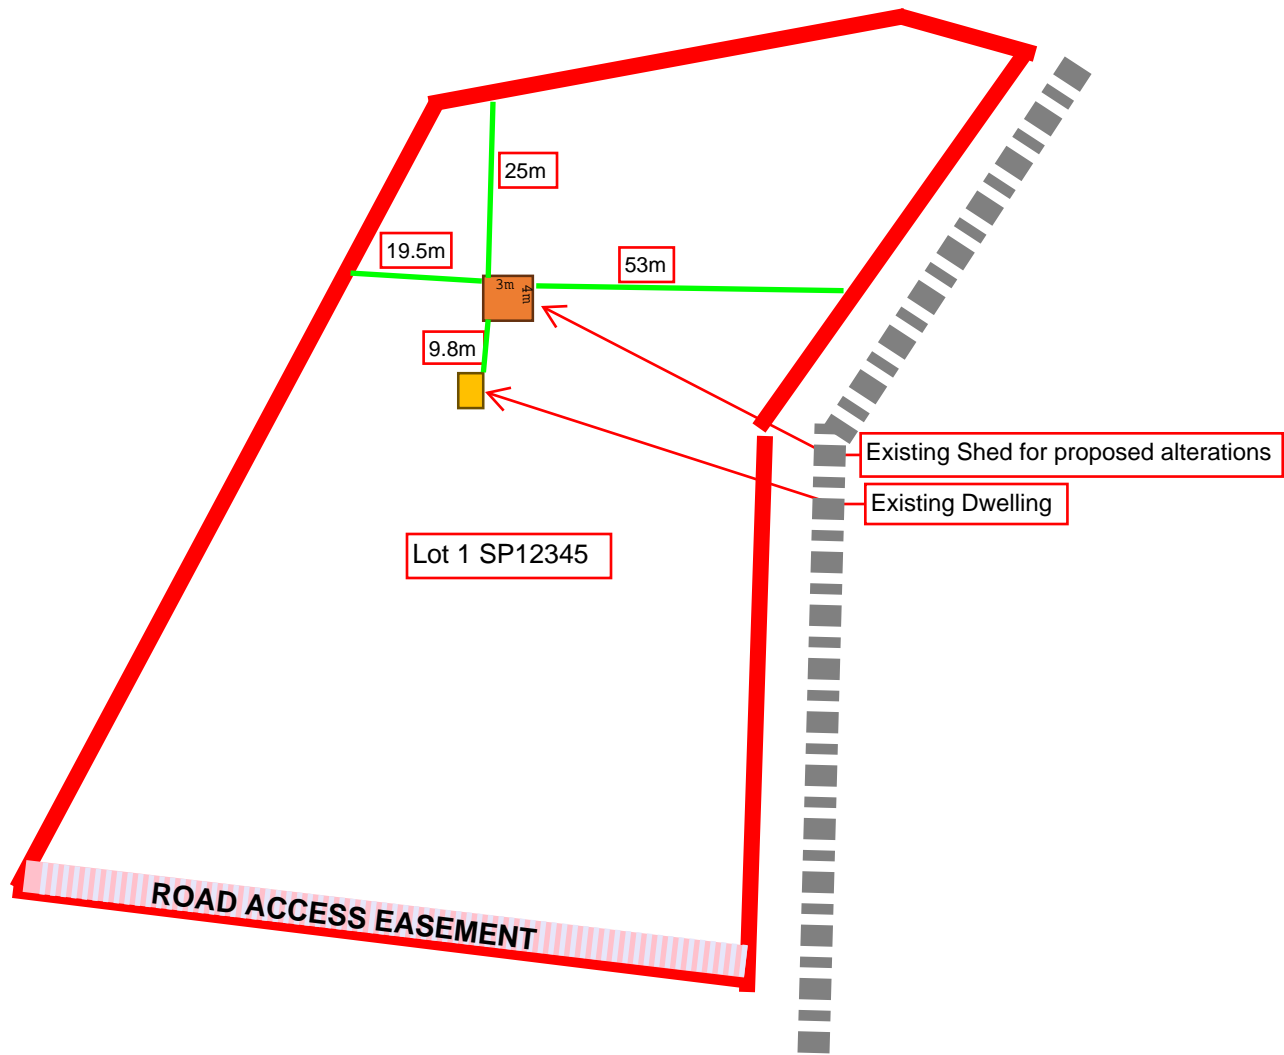 25m
19.5m
53m
3m
4m
9.8m
Existing Shed for proposed alterations
Existing Dwelling
Lot 1 SP12345
ROAD ACCESS EASEMENT